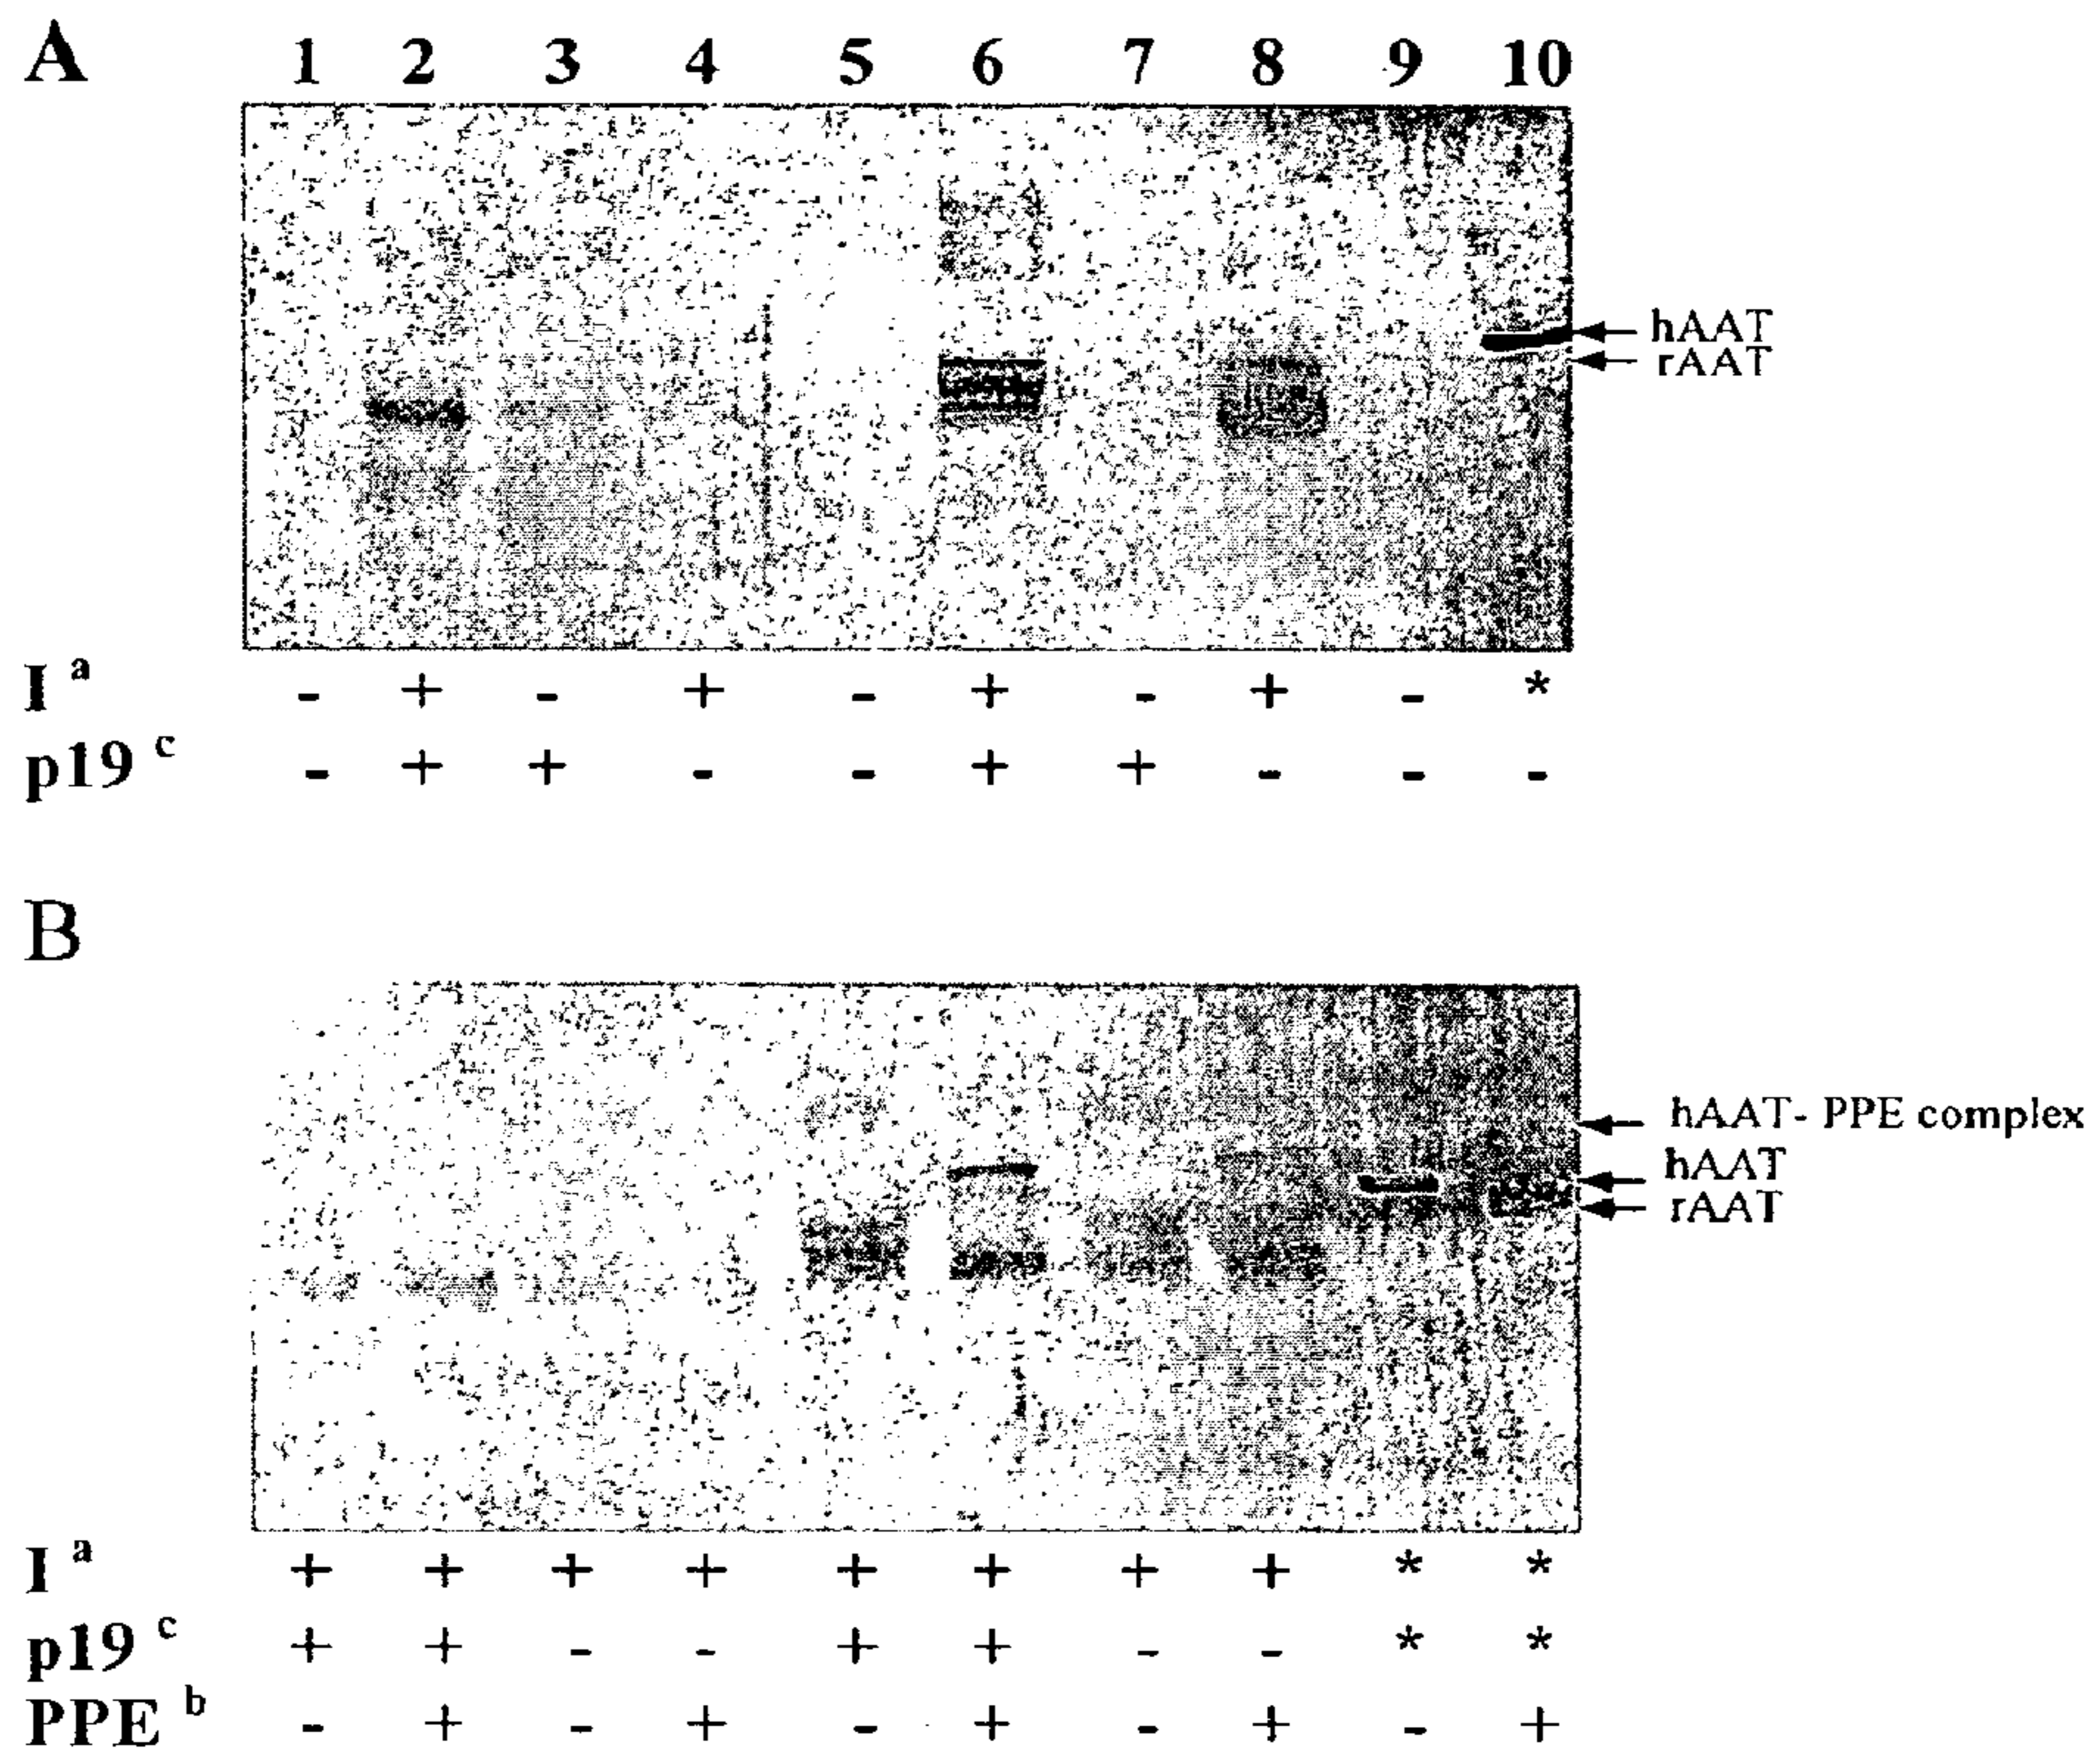 A
1 2 3 4 5 6 7 8 9 10
hAAT
rAAT
I a - + - + - + - + - *
p19 c - + + - - + + - - -
B
hAAT- PPE complex
hAAT
rAAT
I a + + + + + + + + * *
p19 c + + - - + + - - * *
PPE b - + - + - + - + - +